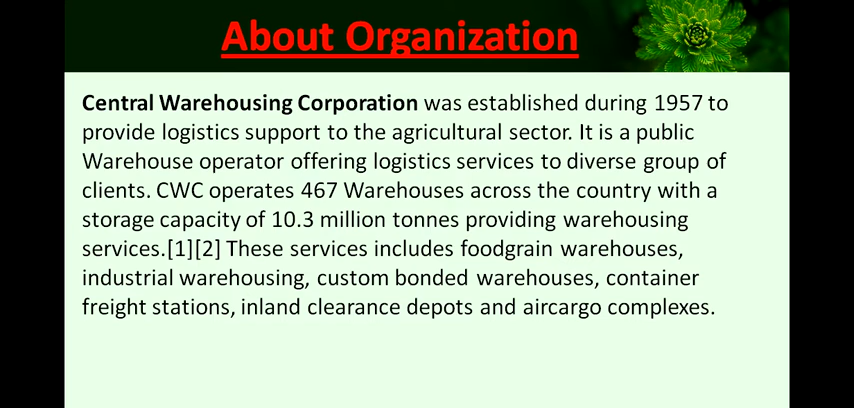 About Organization
Central Warehousing Corporation was established during 1957 to
provide logistics support to the agricultural sector. It is a public
Warehouse operator offering logistics services to diverse group of
clients. CWC operates 467 Warehouses across the country with a
storage capacity of 10.3 million tonnes providing warehousing
services.[1][2] These services includes foodgrain warehouses,
industrial warehousing, custom bonded warehouses, container
freight stations, inland clearance depots and aircargo complexes.